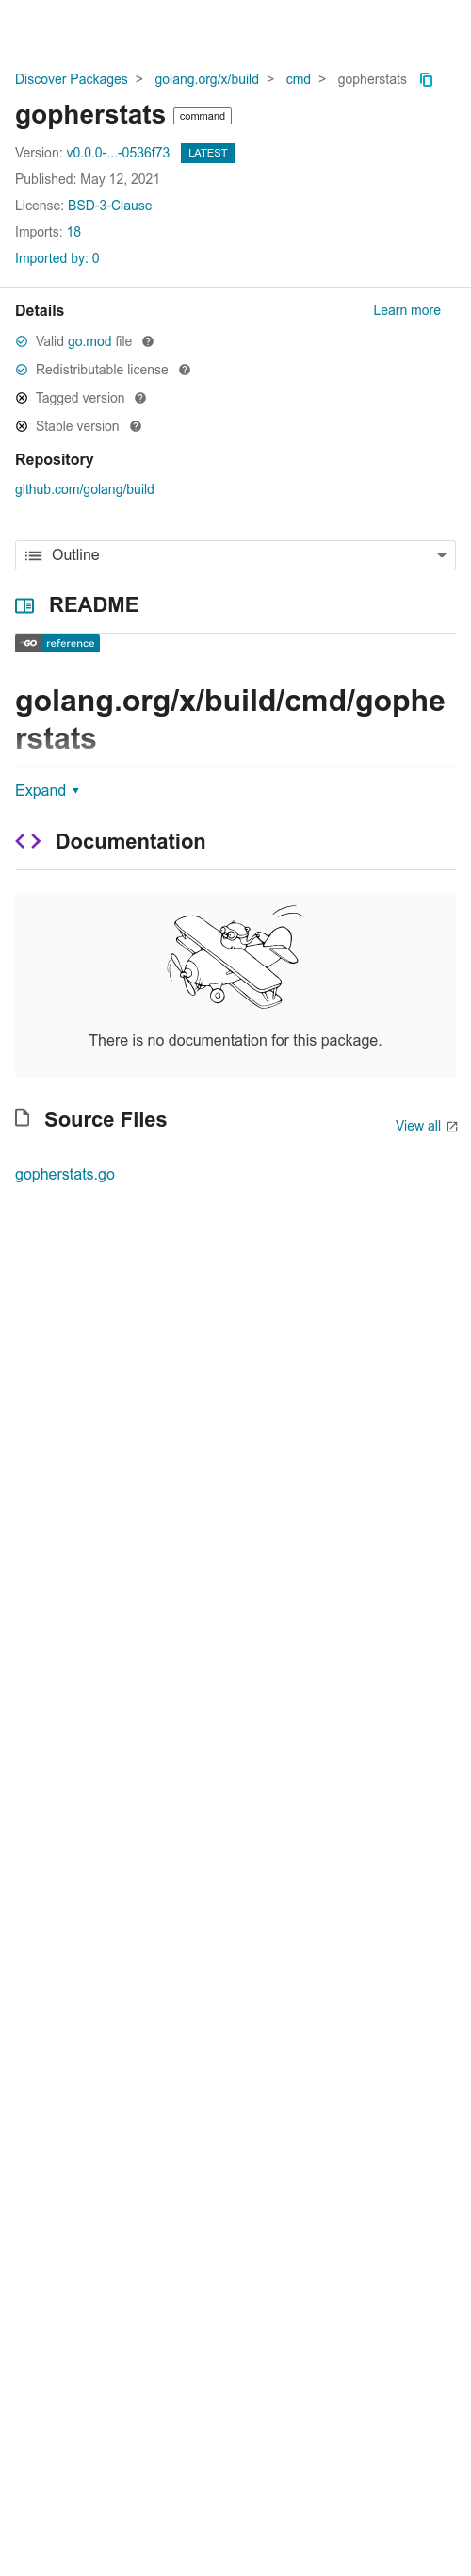 Discover Packages > golang.org/x/build > cmd > gopherstats
gopherstats command
Version: v0.0.0-...-0536f73 LATEST
Published: May 12, 2021
License: BSD-3-Clause
Imports: 18
Imported by: 0
Details Learn more
Valid go.mod file
Redistributable license
Tagged version
Stable version
Repository
github.com/golang/build
Outline
README
GO reference
golang.org/x/build/cmd/gophe
rstats
Expand
Documentation
There is no documentation for this package.
Source Files View all
gopherstats.go